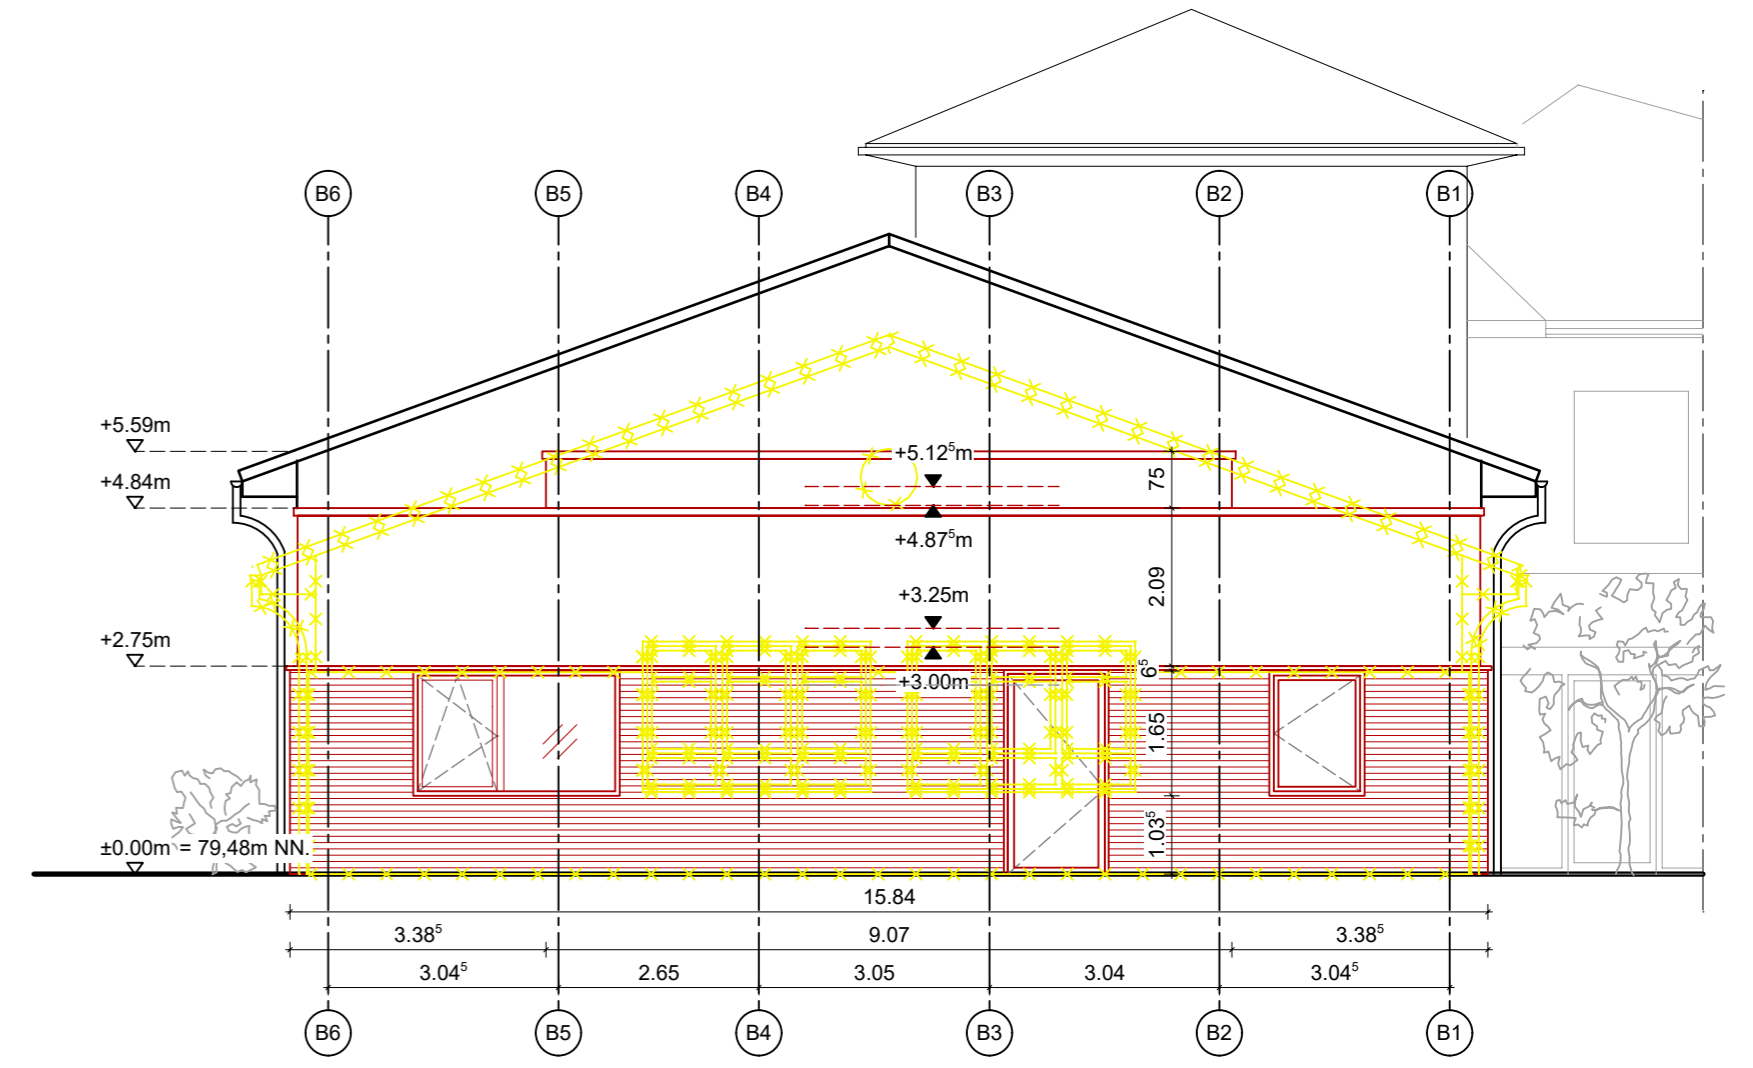 B6 B5 B4 B3 B2 B1
+5.59m
+5.12⁵m
75
+4.84m
+4.87⁵m
2.09
+3.25m
+2.75m
6⁵
+3.00m
1.65
1.03⁵
±0.00m = 79,48m NN.
15.84
3.38⁵ 9.07 3.38⁵
3.04⁵ 2.65 3.05 3.04 3.04⁵
B6 B5 B4 B3 B2 B1